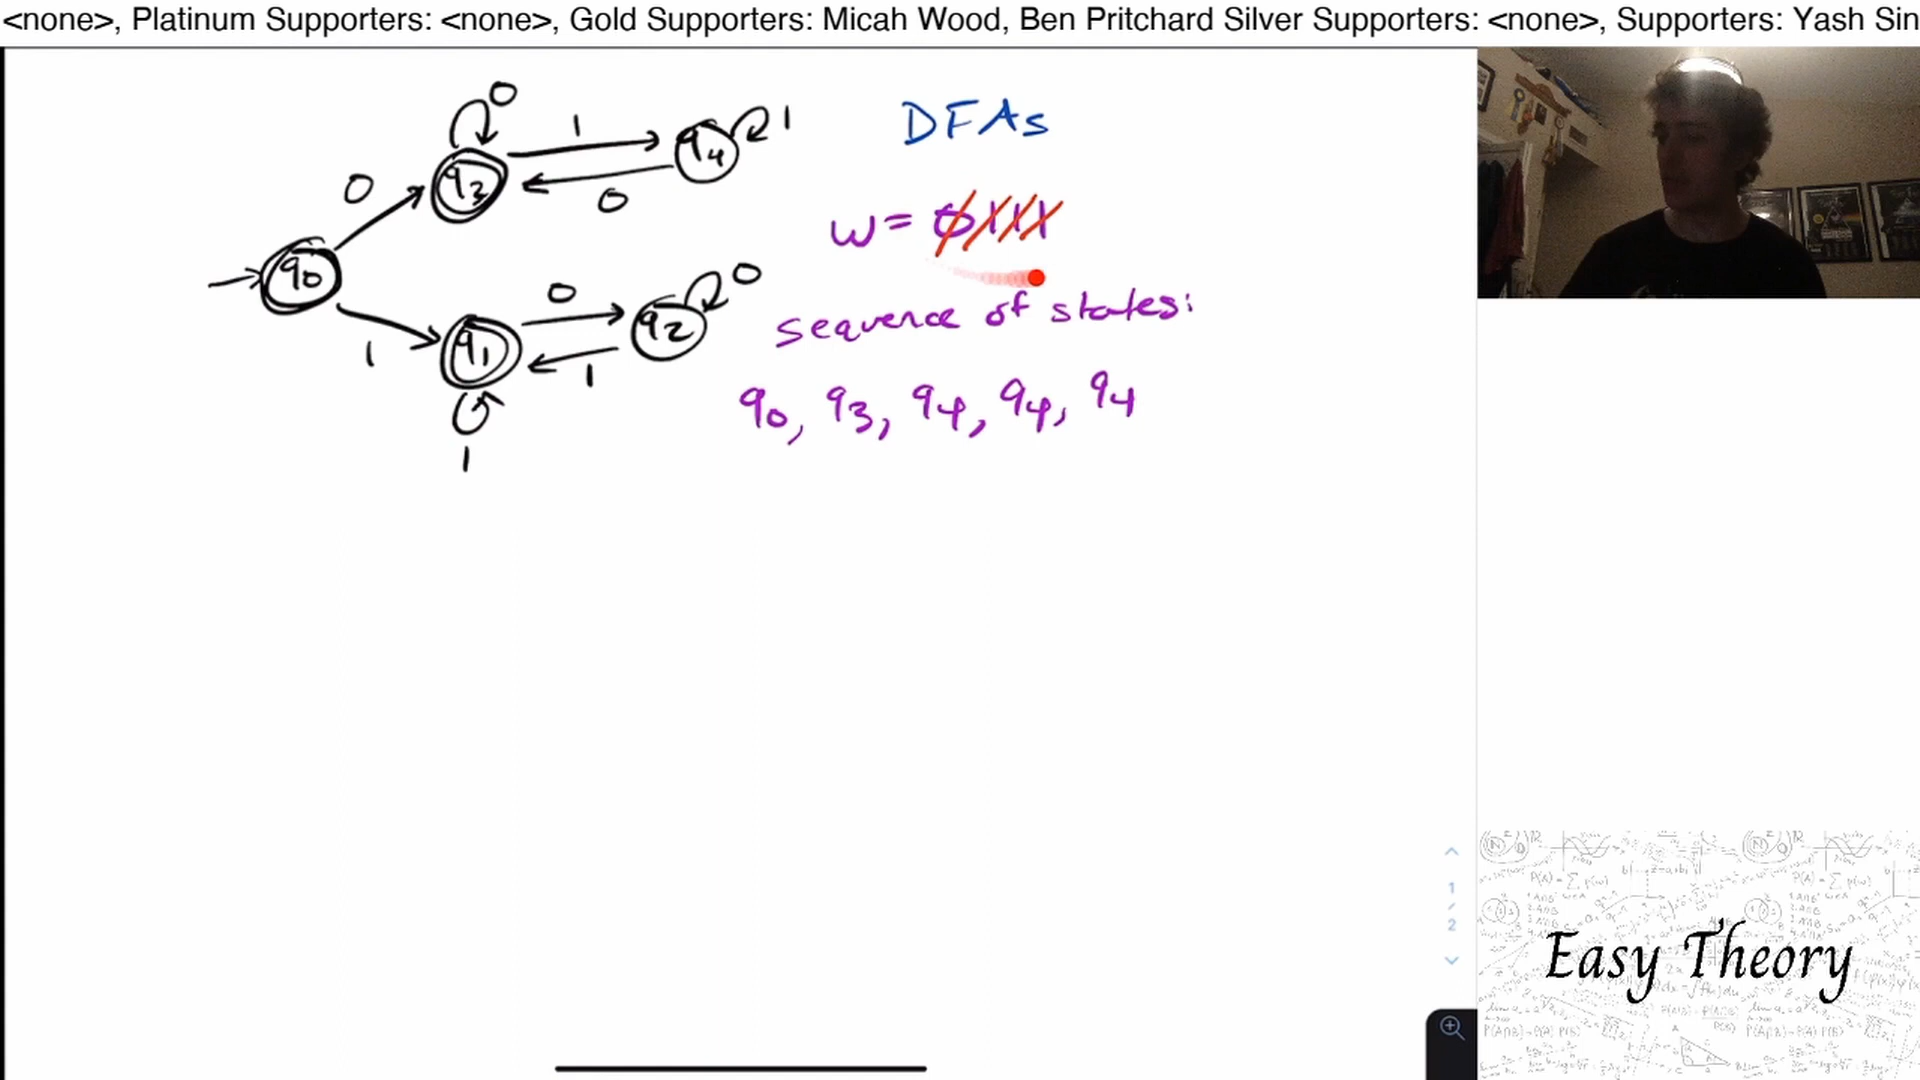 <none>, Platinum Supporters: <none>, Gold Supporters: Micah Wood, Ben Pritchard Silver Supporters: <none>, Supporters: Yash Sin
DFAs
0
1
q3
q4
1
0
0
w = 0111
q0
0
0
q1
q2
1
1
1
sequence of states:
q0, q3, q4, q4, q4
1
2
Easy Theory